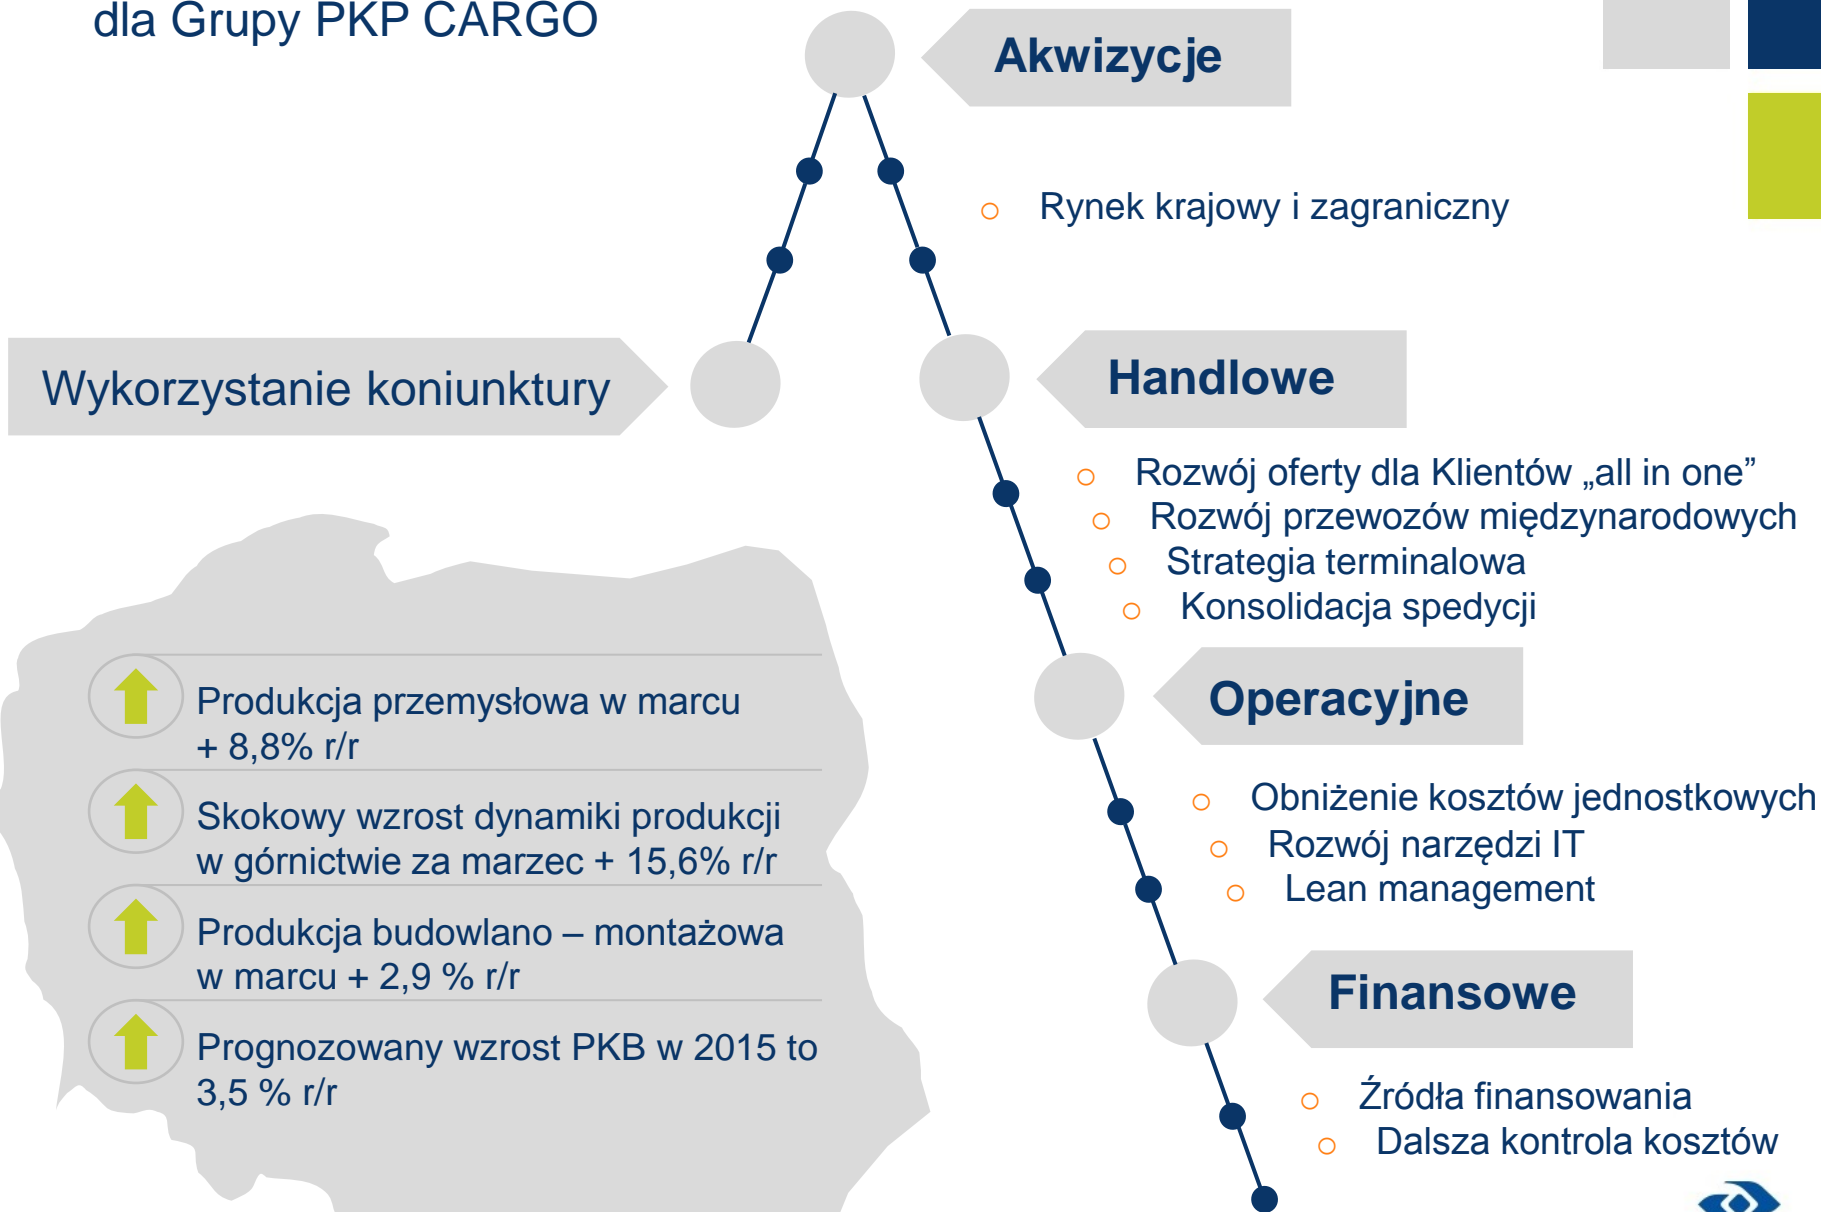 dla Grupy PKP CARGO
Akwizycje
Rynek krajowy i zagraniczny
Wykorzystanie koniunktury
Handlowe
Rozwój oferty dla Klientów „all in one”
Rozwój przewozów międzynarodowych
Strategia terminalowa
Konsolidacja spedycji
Produkcja przemysłowa w marcu
+ 8,8% r/r
Skokowy wzrost dynamiki produkcji
w górnictwie za marzec + 15,6% r/r
Produkcja budowlano – montażowa
w marcu + 2,9 % r/r
Prognozowany wzrost PKB w 2015 to
3,5 % r/r
Operacyjne
Obniżenie kosztów jednostkowych
Rozwój narzędzi IT
Lean management
Finansowe
Źródła finansowania
Dalsza kontrola kosztów